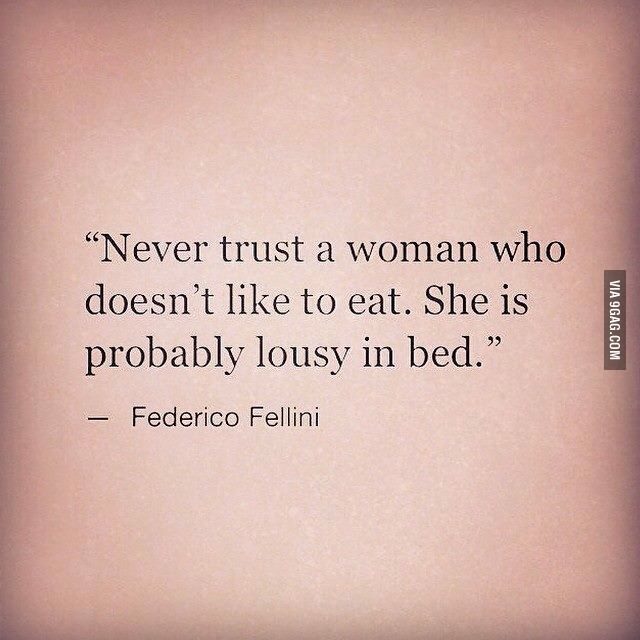 “Never trust a woman who
doesn’t like to eat. She is
probably lousy in bed.”
— Federico Fellini
VIA 9GAG.COM